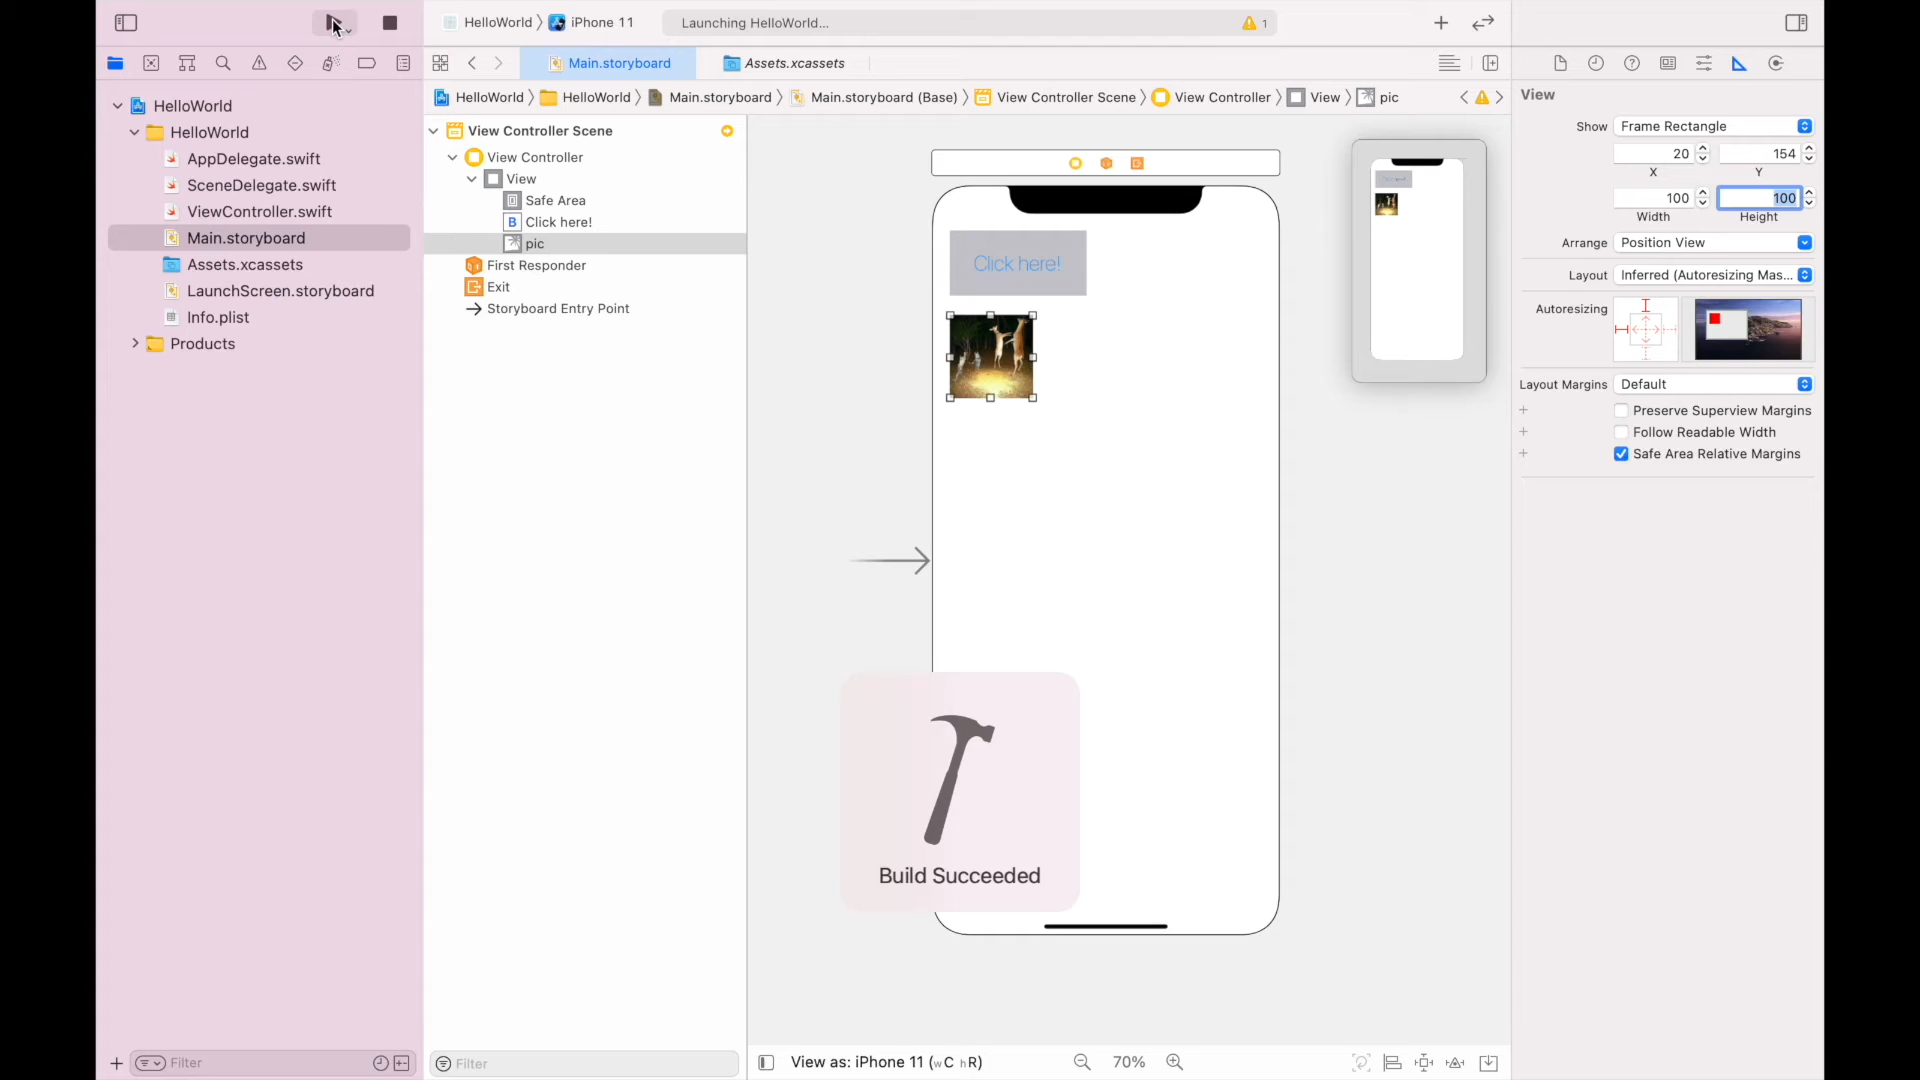 HelloWorld
iPhone 11
Launching HelloWorld...
1
Main.storyboard
Assets.xcassets
HelloWorld
HelloWorld
AppDelegate.swift
SceneDelegate.swift
ViewController.swift
Main.storyboard
Assets.xcassets
LaunchScreen.storyboard
Info.plist
Products
Filter
HelloWorld
HelloWorld
Main.storyboard
Main.storyboard (Base)
View Controller Scene
View Controller
View
pic
View Controller Scene
View Controller
View
Safe Area
B Click here!
pic
First Responder
Exit
Storyboard Entry Point
Filter
Click here!
Build Succeeded
View as: iPhone 11 (wC hR)
70%
View
Show Frame Rectangle
20 154
X Y
100 100
Width Height
Arrange Position View
Layout Inferred (Autoresizing Mas...
Autoresizing
Layout Margins Default
Preserve Superview Margins
Follow Readable Width
Safe Area Relative Margins